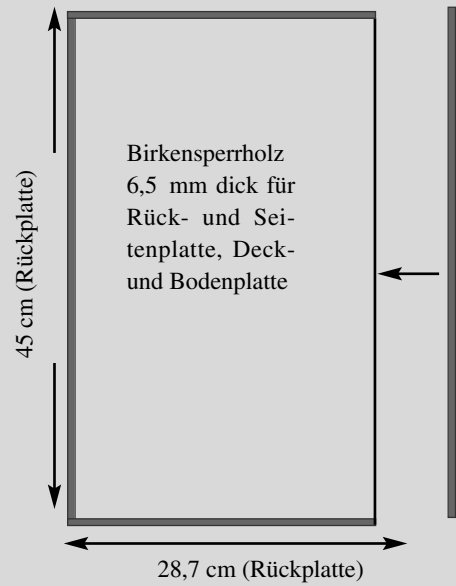 45 cm (Rückplatte)
Birkensperrholz
6,5 mm dick für
Rück- und Sei-
tenplatte, Deck-
und Bodenplatte
28,7 cm (Rückplatte)